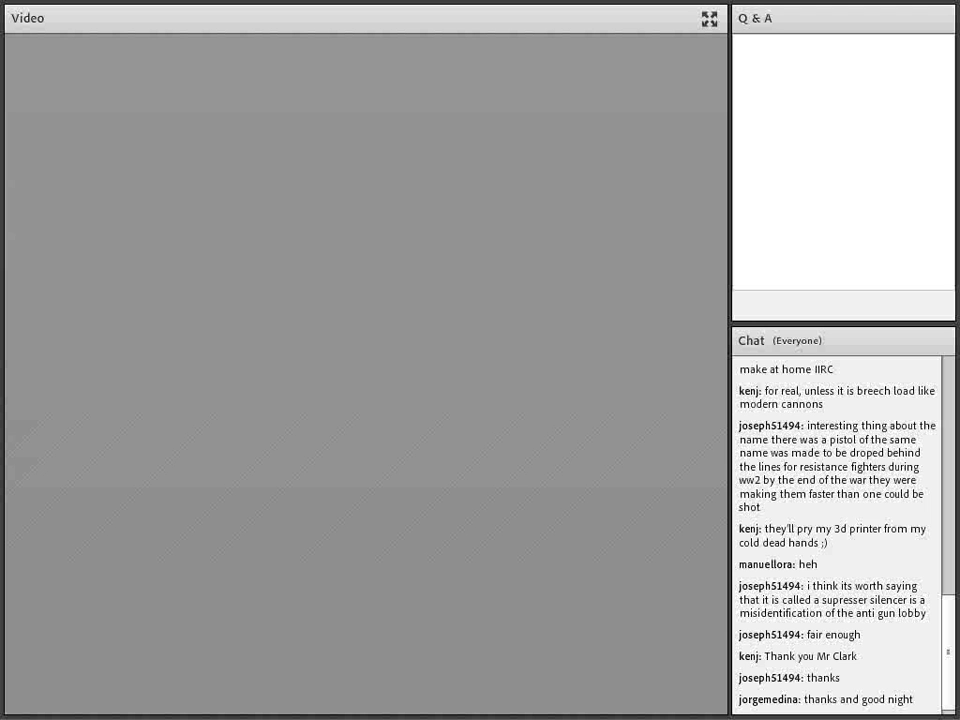 Video
Q & A
Chat (Everyone)
make at home IIRC
kenj: for real, unless it is breech load like
modern cannons
joseph51494: interesting thing about the
name there was a pistol of the same
name was made to be droped behind
the lines for resistance fighters during
ww2 by the end of the war they were
making them faster than one could be
shot
kenj: they'll pry my 3d printer from my
cold dead hands ;)
manuellora: heh
joseph51494: i think its worth saying
that it is called a supresser silencer is a
misidentification of the anti gun lobby
joseph51494: fair enough
kenj: Thank you Mr Clark
joseph51494: thanks
jorgemedina: thanks and good night